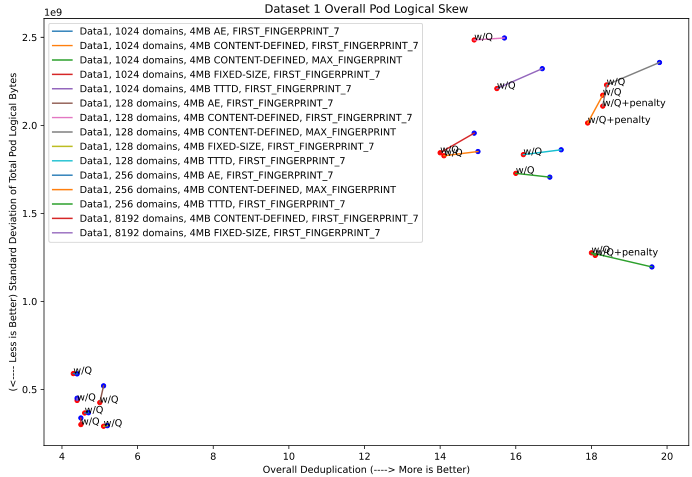 Dataset 1 Overall Pod Logical Skew
1e9
(<---- Less is Better) Standard Deviation of Total Pod Logical Bytes
2.5
2.0
1.5
1.0
0.5
Data1, 1024 domains, 4MB AE, FIRST_FINGERPRINT_7
Data1, 1024 domains, 4MB CONTENT-DEFINED, FIRST_FINGERPRINT_7
Data1, 1024 domains, 4MB CONTENT-DEFINED, MAX_FINGERPRINT
Data1, 1024 domains, 4MB FIXED-SIZE, FIRST_FINGERPRINT_7
Data1, 1024 domains, 4MB TTTD, FIRST_FINGERPRINT_7
Data1, 128 domains, 4MB AE, FIRST_FINGERPRINT_7
Data1, 128 domains, 4MB CONTENT-DEFINED, FIRST_FINGERPRINT_7
Data1, 128 domains, 4MB CONTENT-DEFINED, MAX_FINGERPRINT
Data1, 128 domains, 4MB FIXED-SIZE, FIRST_FINGERPRINT_7
Data1, 128 domains, 4MB TTTD, FIRST_FINGERPRINT_7
Data1, 256 domains, 4MB AE, FIRST_FINGERPRINT_7
Data1, 256 domains, 4MB CONTENT-DEFINED, MAX_FINGERPRINT
Data1, 256 domains, 4MB TTTD, FIRST_FINGERPRINT_7
Data1, 8192 domains, 4MB CONTENT-DEFINED, FIRST_FINGERPRINT_7
Data1, 8192 domains, 4MB FIXED-SIZE, FIRST_FINGERPRINT_7
w/Q
w/Q
w/Q
w/Q
w/Q+penalty
w/Q+penalty
w/Q
w/Q
w/Q
w/Q
w/Q
w/Q+penalty
w/Q
w/Q
w/Q
w/Q
w/Q
4 6 8 10 12 14 16 18 20
Overall Deduplication (----> More is Better)